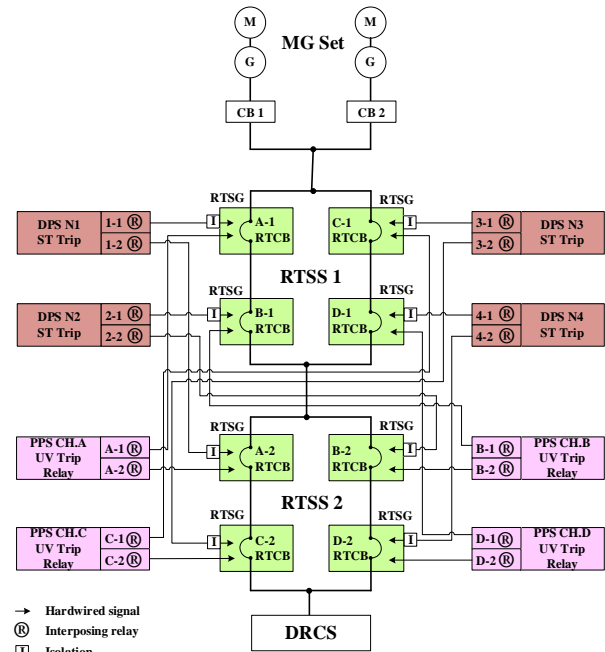 M
M
MG Set
G
G
CB 1
CB 2
RTSG
RTSG
DPS N1
ST Trip
1-1 R
1-2 R
I
A-1
RTCB
C-1
RTCB
I
3-1 R
3-2 R
DPS N3
ST Trip
RTSS 1
RTSG
RTSG
DPS N2
ST Trip
2-1 R
2-2 R
I
B-1
RTCB
D-1
RTCB
I
4-1 R
4-2 R
DPS N4
ST Trip
RTSG
RTSG
PPS CH.A
UV Trip
Relay
A-1 R
A-2 R
I
A-2
RTCB
B-2
RTCB
I
B-1 R
B-2 R
PPS CH.B
UV Trip
Relay
RTSS 2
RTSG
RTSG
PPS CH.C
UV Trip
Relay
C-1 R
C-2 R
I
C-2
RTCB
D-2
RTCB
I
D-1 R
D-2 R
PPS CH.D
UV Trip
Relay
Hardwired signal
R Interposing relay
I Isolation
DRCS